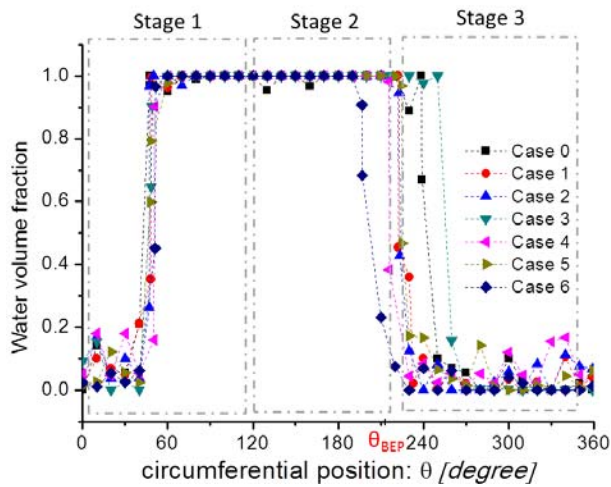 Stage 1 Stage 2 Stage 3
1.0
0.8
0.6
0.4
0.2
0.0
Water volume fraction
Case 0
Case 1
Case 2
Case 3
Case 4
Case 5
Case 6
0 60 120 180 θBEP 240 300 360
circumferential position: θ [degree]